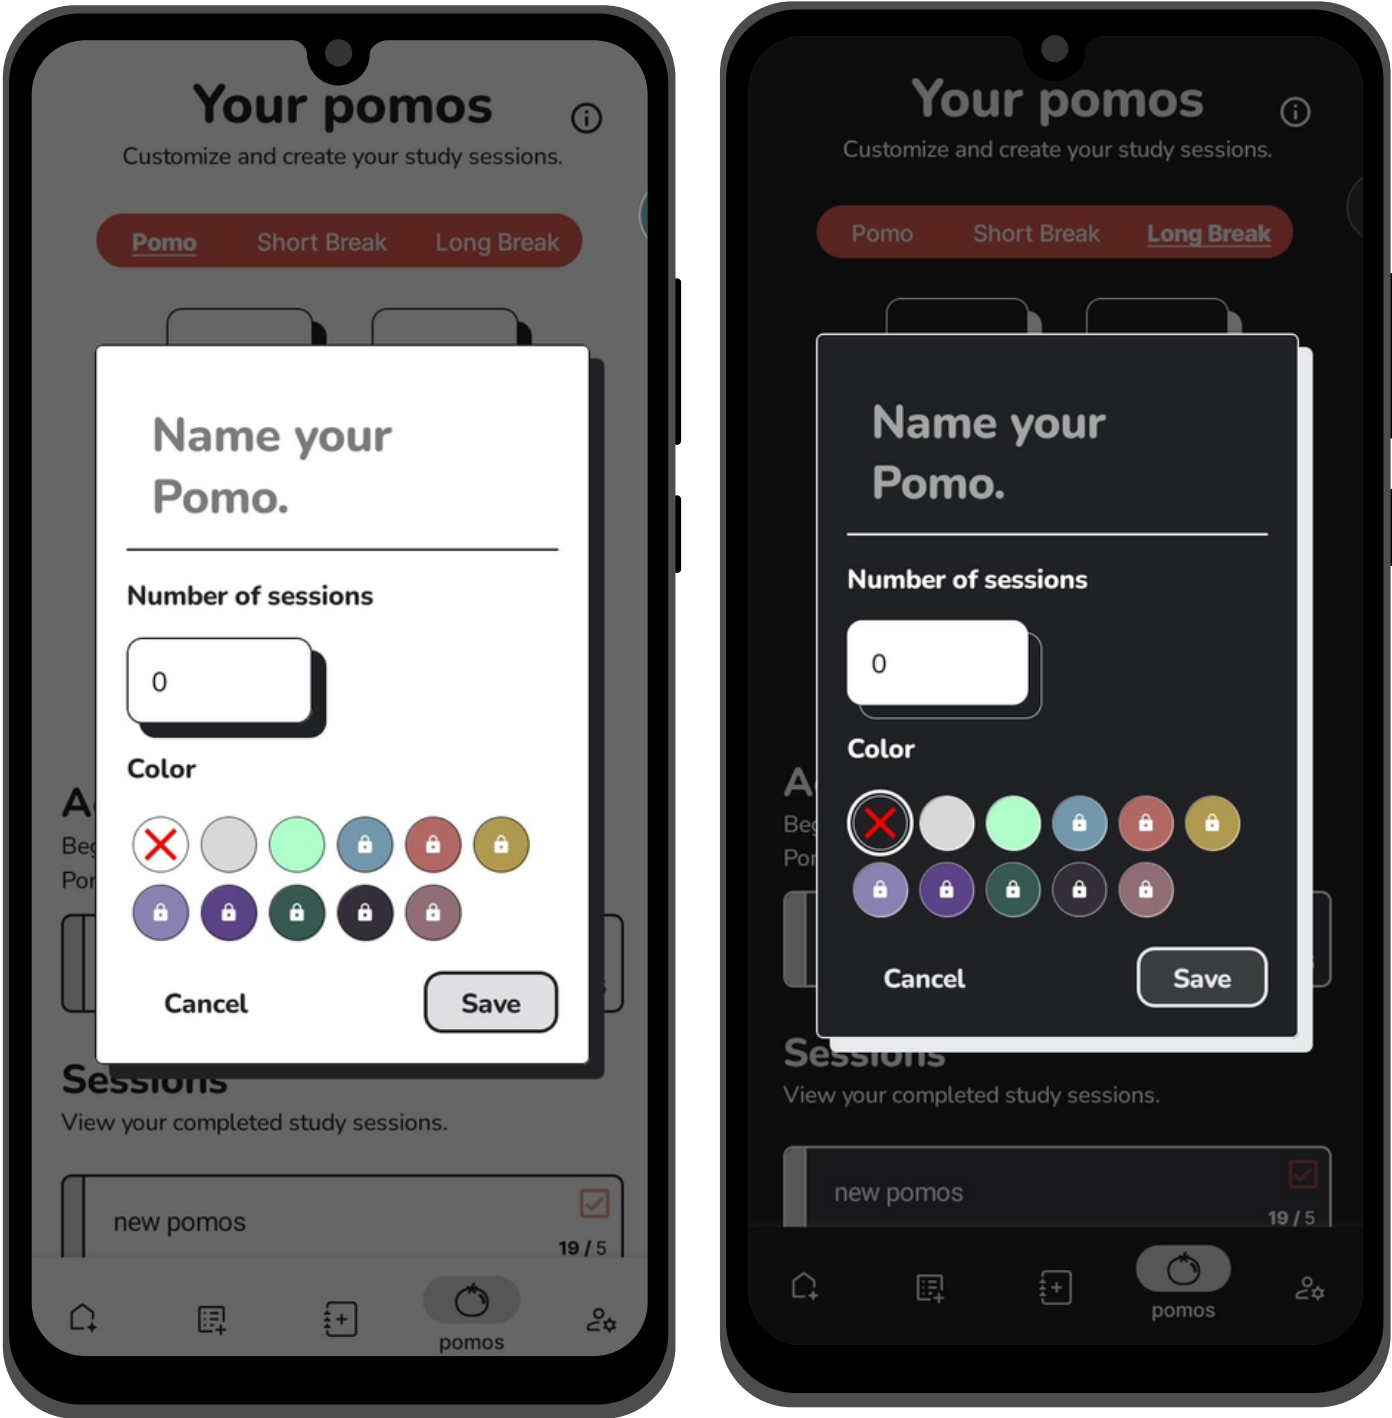 Your pomos
Customize and create your study sessions.
Pomo Short Break Long Break
Name your
Pomo.
Number of sessions
0
Color
Cancel Save
Sessions
View your completed study sessions.
new pomos
19 / 5
pomos
Your pomos
Customize and create your study sessions.
Pomo Short Break Long Break
Name your
Pomo.
Number of sessions
0
Color
Cancel Save
Sessions
View your completed study sessions.
new pomos
19 / 5
pomos